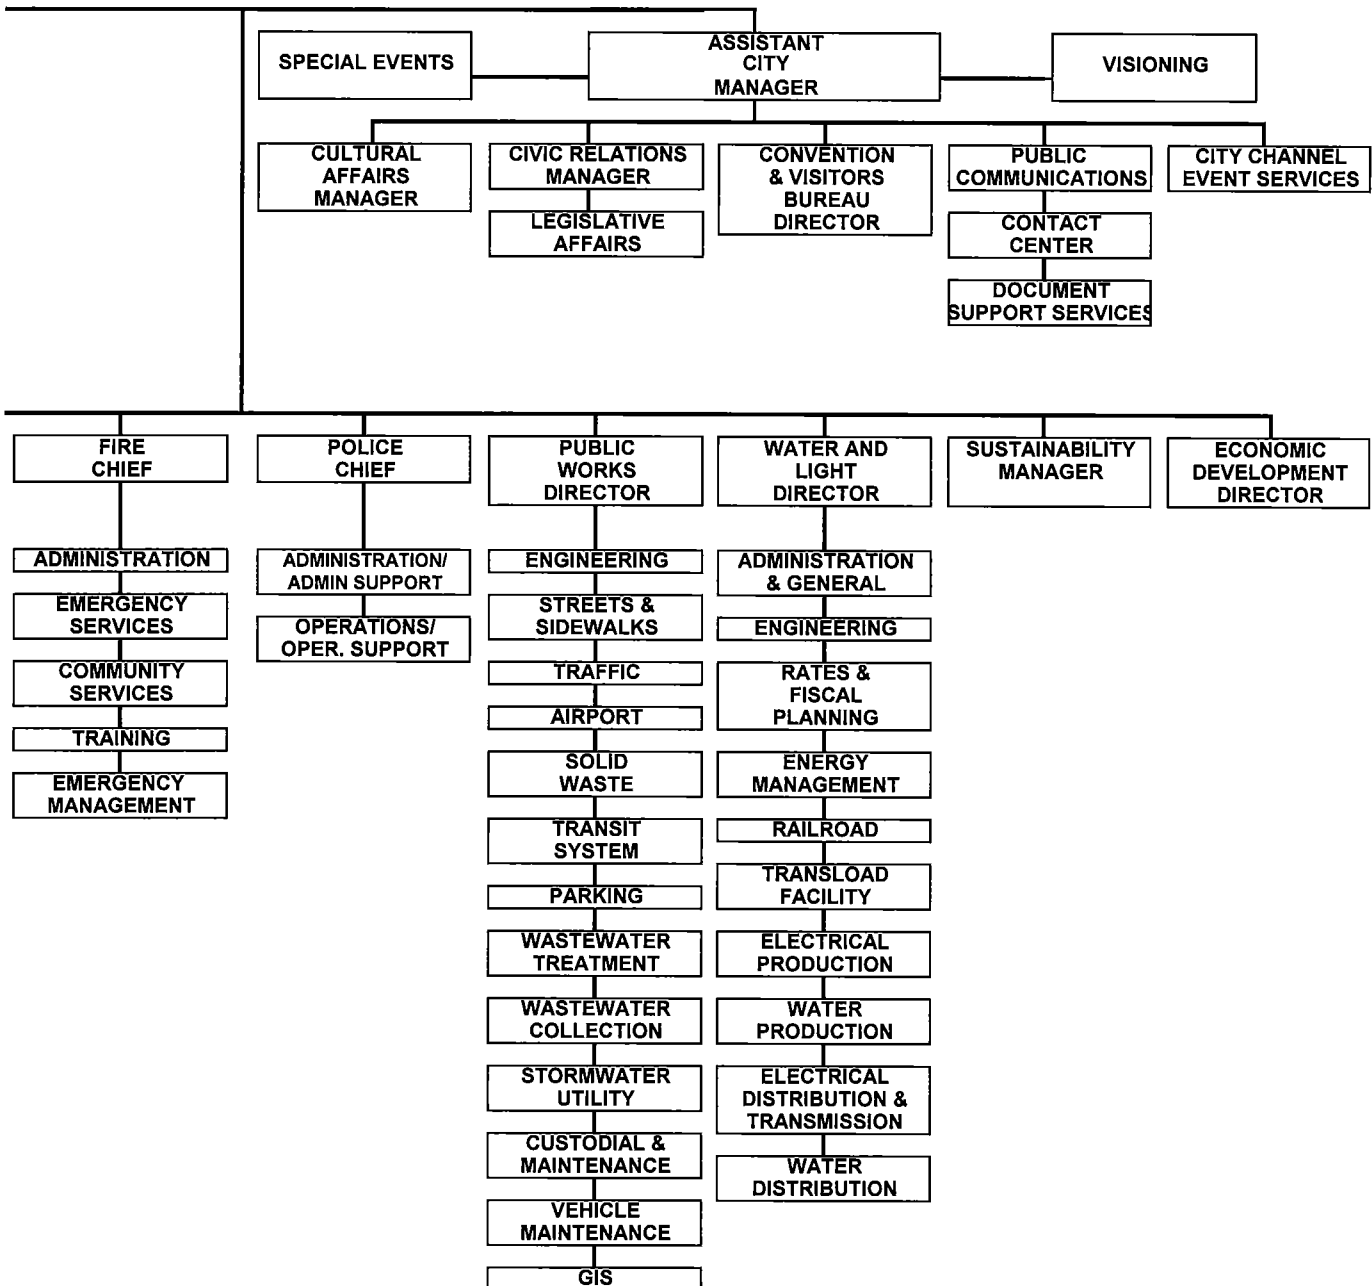 SPECIAL EVENTS
ASSISTANT
CITY
MANAGER
VISIONING
CULTURAL
AFFAIRS
MANAGER
CIVIC RELATIONS
MANAGER
LEGISLATIVE
AFFAIRS
CONVENTION
& VISITORS
BUREAU
DIRECTOR
PUBLIC
COMMUNICATIONS
CONTACT
CENTER
DOCUMENT
SUPPORT SERVICES
CITY CHANNEL
EVENT SERVICES
FIRE
CHIEF
ADMINISTRATION
EMERGENCY
SERVICES
COMMUNITY
SERVICES
TRAINING
EMERGENCY
MANAGEMENT
POLICE
CHIEF
ADMINISTRATION/
ADMIN SUPPORT
OPERATIONS/
OPER. SUPPORT
PUBLIC
WORKS
DIRECTOR
ENGINEERING
STREETS &
SIDEWALKS
TRAFFIC
AIRPORT
SOLID
WASTE
TRANSIT
SYSTEM
PARKING
WASTEWATER
TREATMENT
WASTEWATER
COLLECTION
STORMWATER
UTILITY
CUSTODIAL &
MAINTENANCE
VEHICLE
MAINTENANCE
GIS
WATER AND
LIGHT
DIRECTOR
ADMINISTRATION
& GENERAL
ENGINEERING
RATES &
FISCAL
PLANNING
ENERGY
MANAGEMENT
RAILROAD
TRANSLOAD
FACILITY
ELECTRICAL
PRODUCTION
WATER
PRODUCTION
ELECTRICAL
DISTRIBUTION &
TRANSMISSION
WATER
DISTRIBUTION
SUSTAINABILITY
MANAGER
ECONOMIC
DEVELOPMENT
DIRECTOR